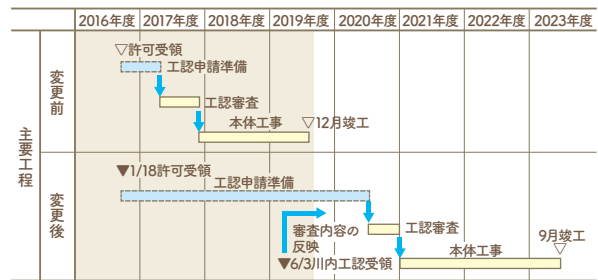 2016年度 2017年度 2018年度 2019年度 2020年度 2021年度 2022年度 2023年度
主要工程
変更前
▽許可受領
工認申請準備
工認審査
本体工事 ▽12月竣工
変更後
▼1/18許可受領
工認申請準備
審査内容の
反映
工認審査
▼6/3川内工認受領
本体工事
9月竣工
▽